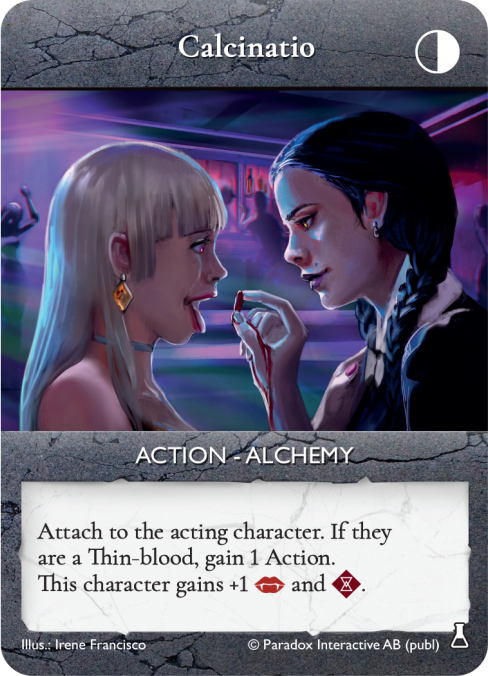 Calcinatio
ACTION - ALCHEMY
Attach to the acting character. If they
are a Thin-blood, gain 1 Action.
This character gains +1 and .
Illus.: Irene Francisco © Paradox Interactive AB (publ)